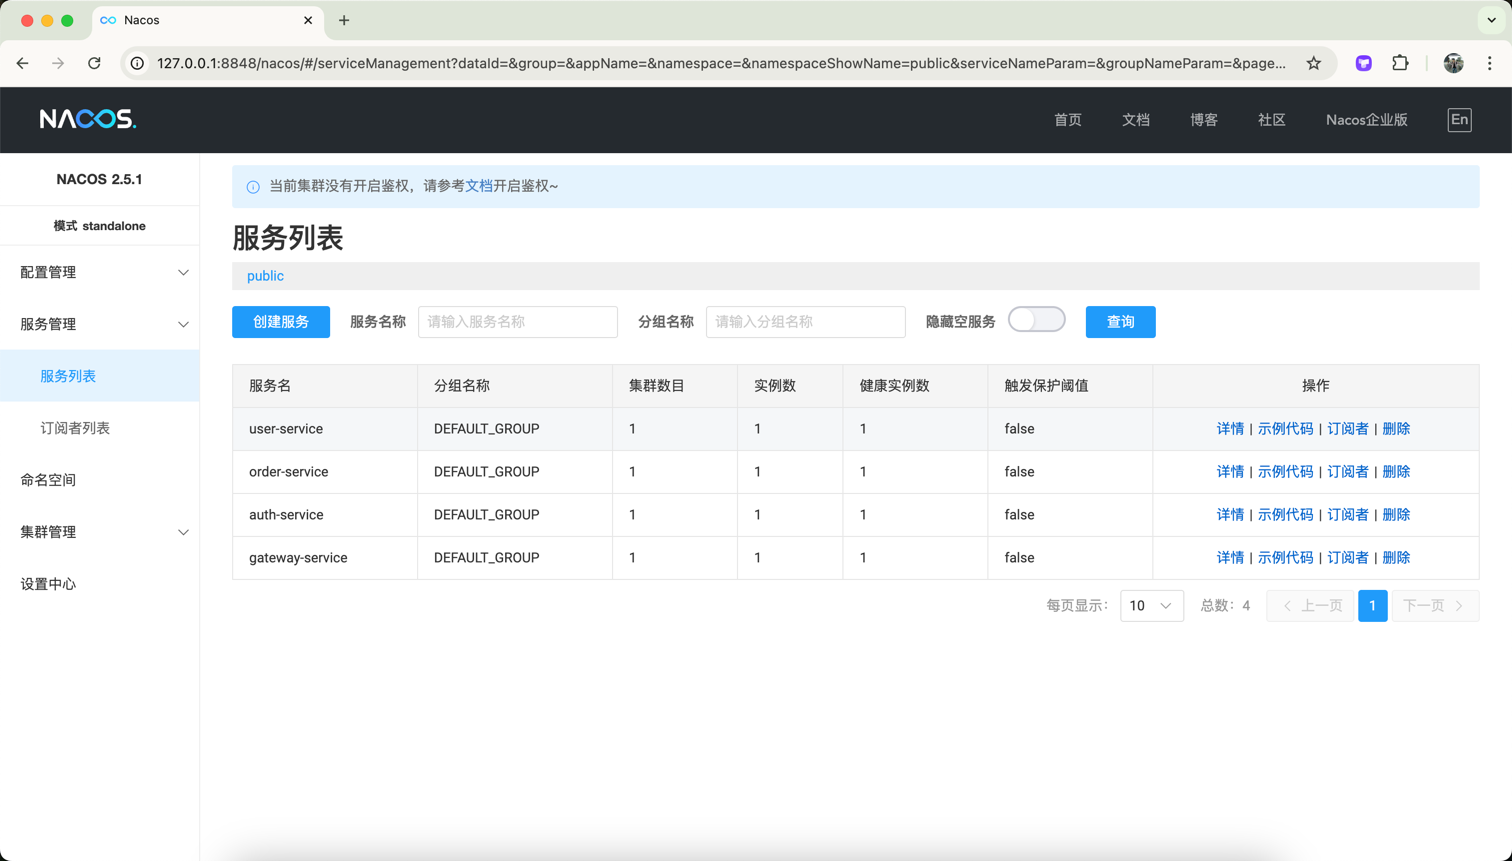 Nacos
127.0.0.1:8848/nacos/#/serviceManagement?dataId=&group=&appName=&namespace=&namespaceShowName=public&serviceNameParam=&groupNameParam=&page...
NACOS.
首页 文档 博客 社区 Nacos企业版 En
NACOS 2.5.1
模式 standalone
配置管理
服务管理
服务列表
订阅者列表
命名空间
集群管理
设置中心
当前集群没有开启鉴权，请参考文档开启鉴权~
服务列表
public
创建服务 服务名称 请输入服务名称 分组名称 请输入分组名称 隐藏空服务 查询
服务名 分组名称 集群数目 实例数 健康实例数 触发保护阈值 操作
user-service DEFAULT_GROUP 1 1 1 false 详情 | 示例代码 | 订阅者 | 删除
order-service DEFAULT_GROUP 1 1 1 false 详情 | 示例代码 | 订阅者 | 删除
auth-service DEFAULT_GROUP 1 1 1 false 详情 | 示例代码 | 订阅者 | 删除
gateway-service DEFAULT_GROUP 1 1 1 false 详情 | 示例代码 | 订阅者 | 删除
每页显示： 10 总数：4 上一页 1 下一页